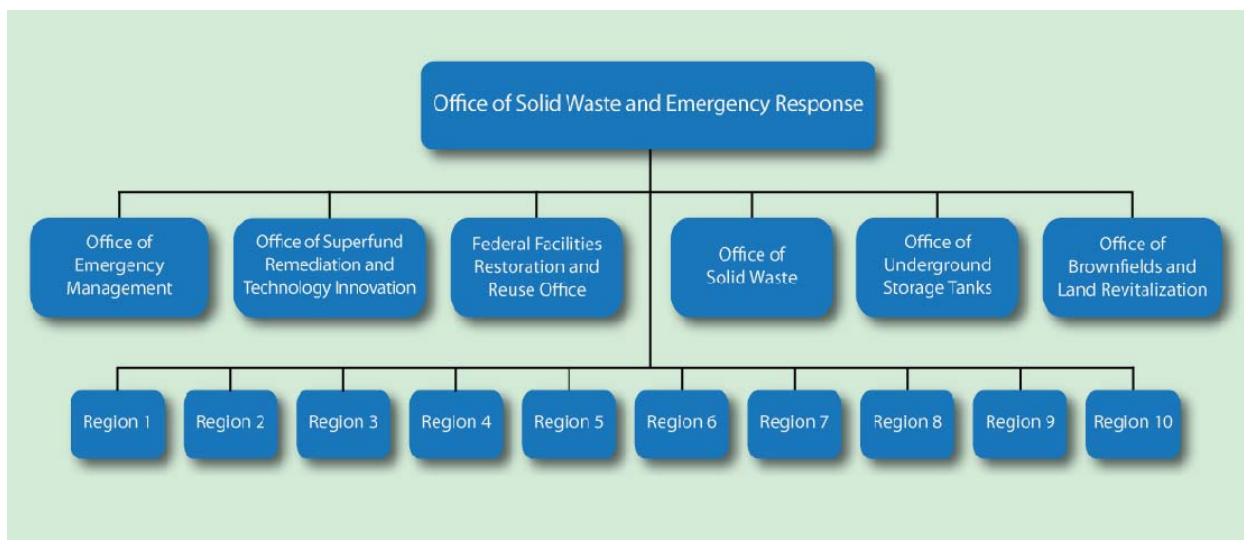 Office of Solid Waste and Emergency Response
Office of
Emergency
Management
Office of Superfund
Remediation and
Technology Innovation
Federal Facilities
Restoration and
Reuse Office
Office of
Solid Waste
Office of
Underground
Storage Tanks
Office of
Brownfields and
Land Revitalization
Region 1
Region 2
Region 3
Region 4
Region 5
Region 6
Region 7
Region 8
Region 9
Region 10